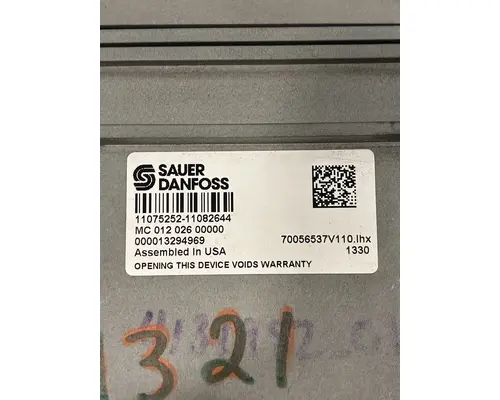 SAUER
DANFOSS
11075252-11082644
MC 012 026 00000
000013294969
Assembled In USA
70056537V110.lhx
1330
OPENING THIS DEVICE VOIDS WARRANTY
1321